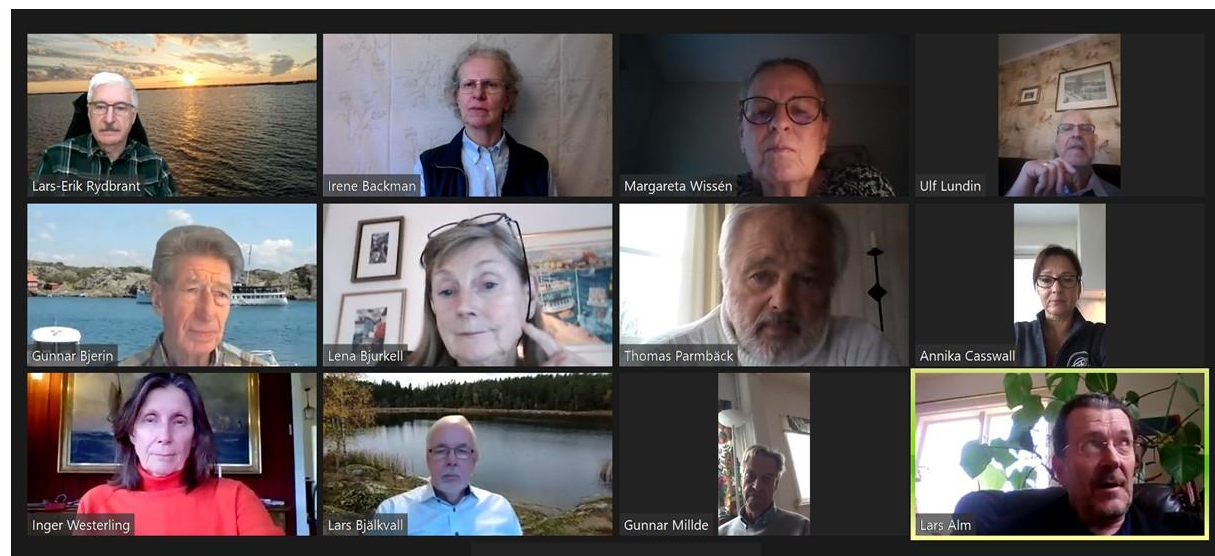 Lars-Erik Rydbrant
Irene Backman
Margareta Wissén
Ulf Lundin
Gunnar Bjerin
Lena Bjurkell
Thomas Parmbäck
Annika Casswall
Inger Westerling
Lars Bjälkvall
Gunnar Millde
Lars Alm